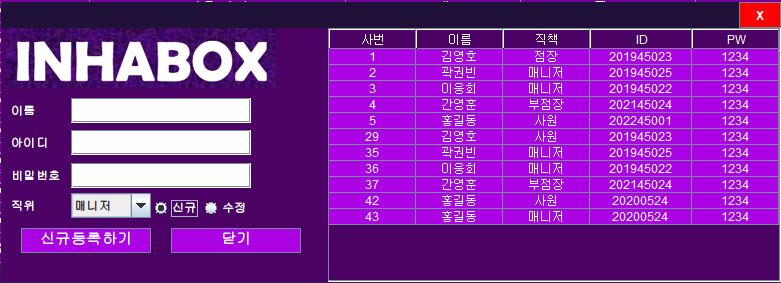 X
INHABOX
이름
아이디
비밀번호
직위 매니저 신규 수정
신규등록하기 닫기
사번 이름 직책 ID PW
1 김영호 점장 201945023 1234
2 곽권빈 매니저 201945025 1234
3 이웅희 매니저 201945022 1234
4 간영훈 부점장 202145024 1234
5 홍길동 사원 202245001 1234
29 김영호 사원 201945023 1234
35 곽권빈 매니저 201945025 1234
36 이웅희 매니저 201945022 1234
37 간영훈 부점장 202145024 1234
42 홍길동 사원 20200524 1234
43 홍길동 매니저 20200524 1234